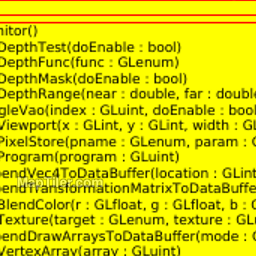 nitor()
DepthTest(doEnable : bool)
DepthFunc(func : GLenum)
DepthMask(doEnable : bool)
DepthRange(near : double, far : double
gleVao(index : GLuint, doEnable : bool
Viewport(x : GLint, y : GLint, width : GL
PixelStore(pname : GLenum, param : G
Program(program : GLuint)
endVec4ToDataBuffer(location : GLint
endTransformationMatrixToDataBuffe
MapTiler.com
BlendColor(r : GLfloat, g : GLfloat, b : G
Texture(target : GLenum, texture : GLu
endDrawArraysToDataBuffer(mode : G
VertexArray(array : GLuint)